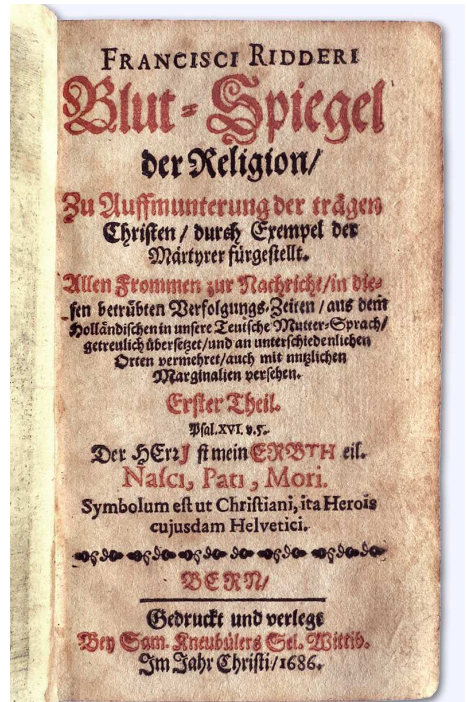 FRANCISCI RIDDERI
Blut-Spiegel
der Religion/
Zu Auffmunterung der trägen
Christen / durch Exempel der
Märtyrer fürgestellt.
Allen Frommen zur Nachricht/in die-
sen betrübten Verfolgungs-Zeiten / aus dem
Holländischen in unsere Teutsche Mutter-Sprach/
getreulich übersetzet/und an unterschiedenlichen
Orten vermehret/auch mit nutzlichen
Marginalien versehen.
Erster Theil.
Psal. XVI. v.5.
Der HErr Jst mein ERBTHeil.
Nasci, Pati, Mori.
Symbolum est ut Christiani, ita Herois
cujusdam Helvetici.
BERN/
Gedruckt und verlegt
Bey Sam. Kneubülers Sel. Wittib.
Im Jahr Christi/1686.